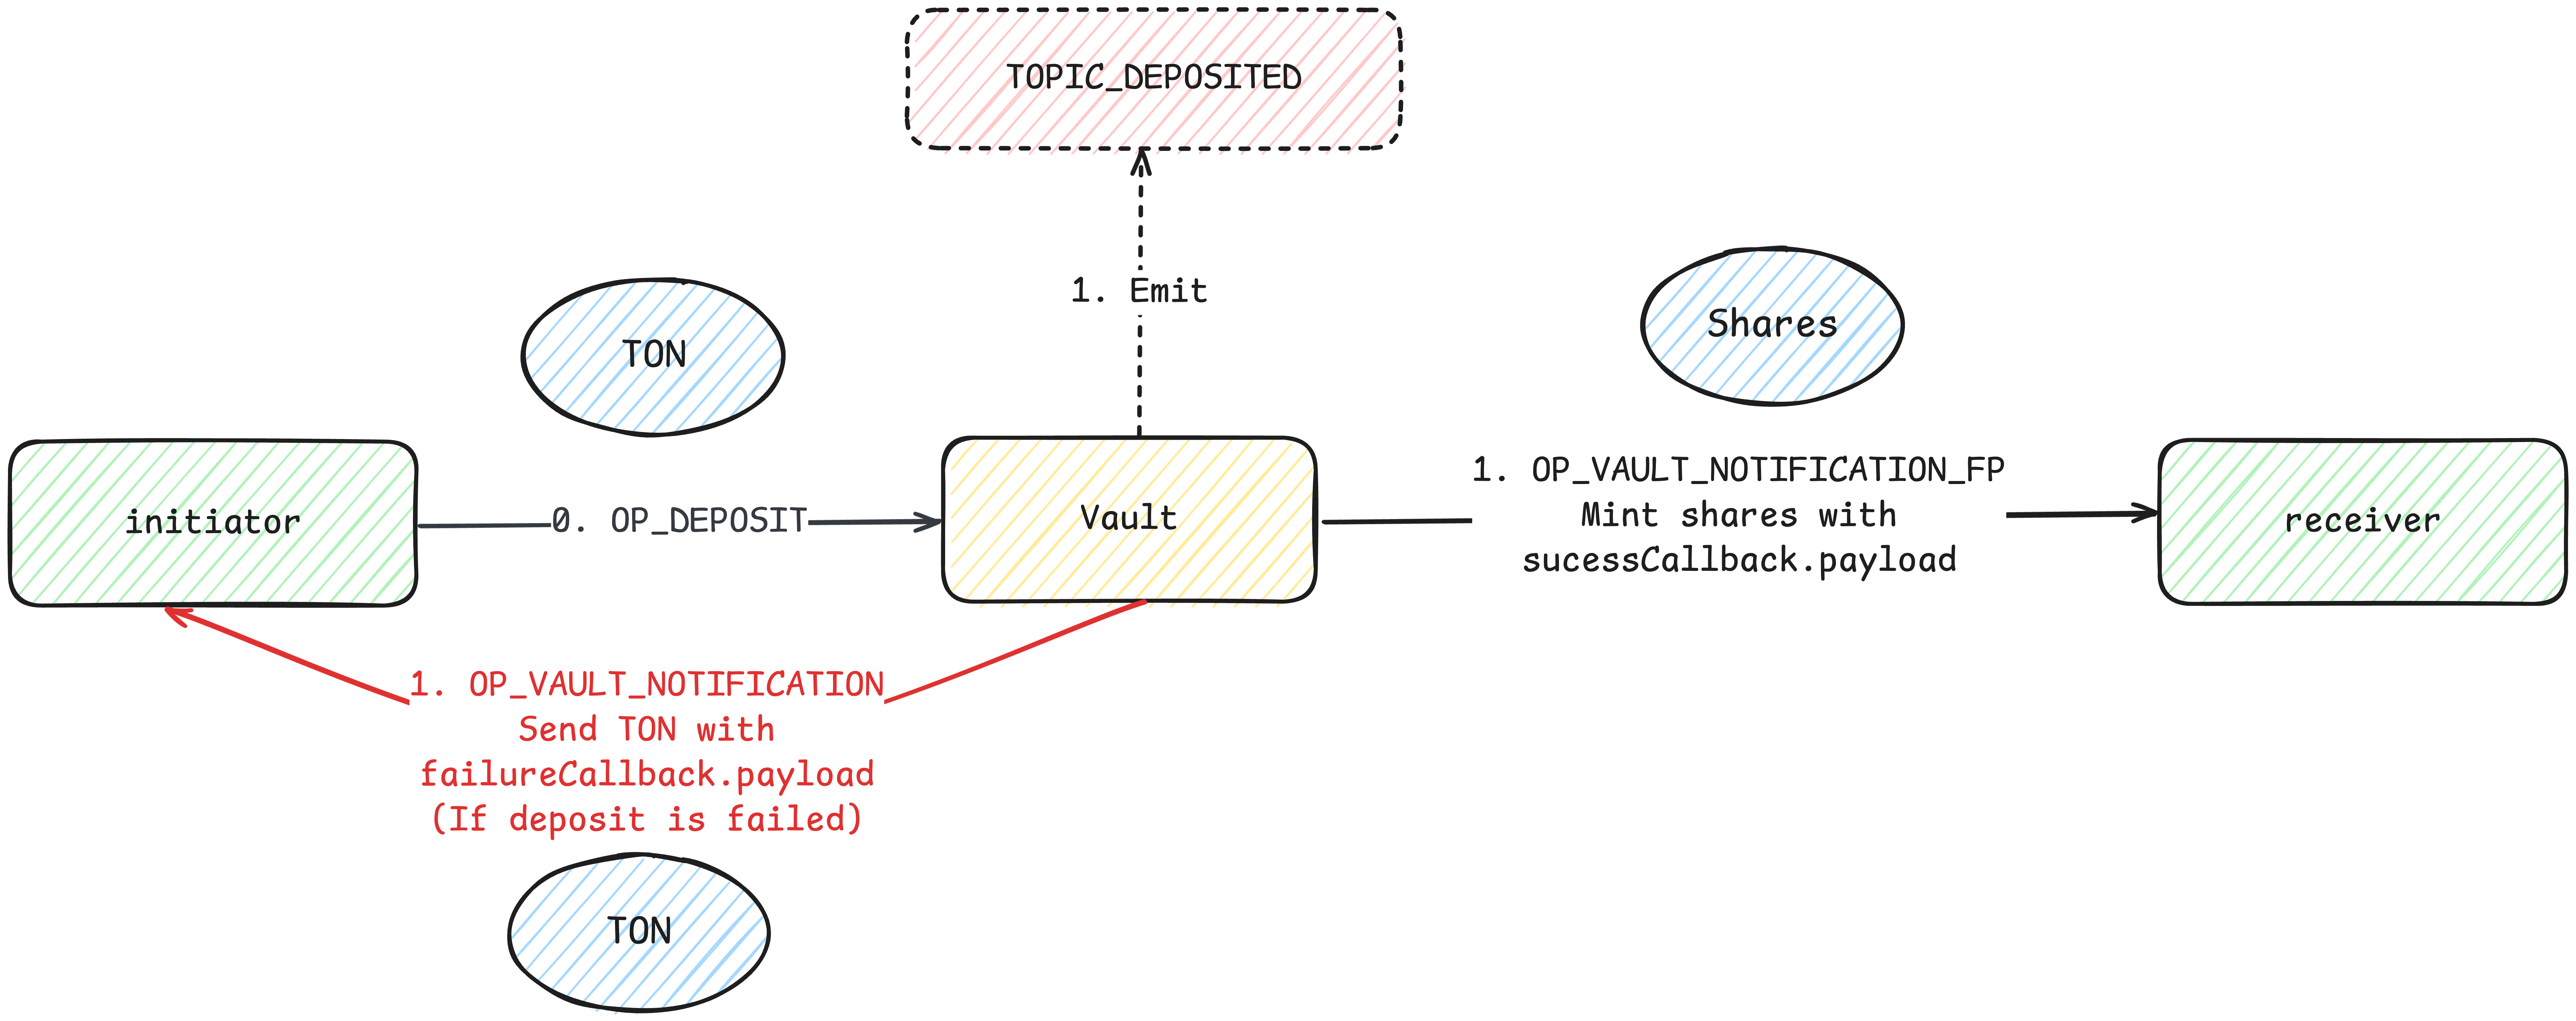 TOPIC_DEPOSITED
1. Emit
TON
Shares
initiator
0. OP_DEPOSIT
Vault
1. OP_VAULT_NOTIFICATION_FP
Mint shares with
sucessCallback.payload
receiver
1. OP_VAULT_NOTIFICATION
Send TON with
failureCallback.payload
(If deposit is failed)
TON